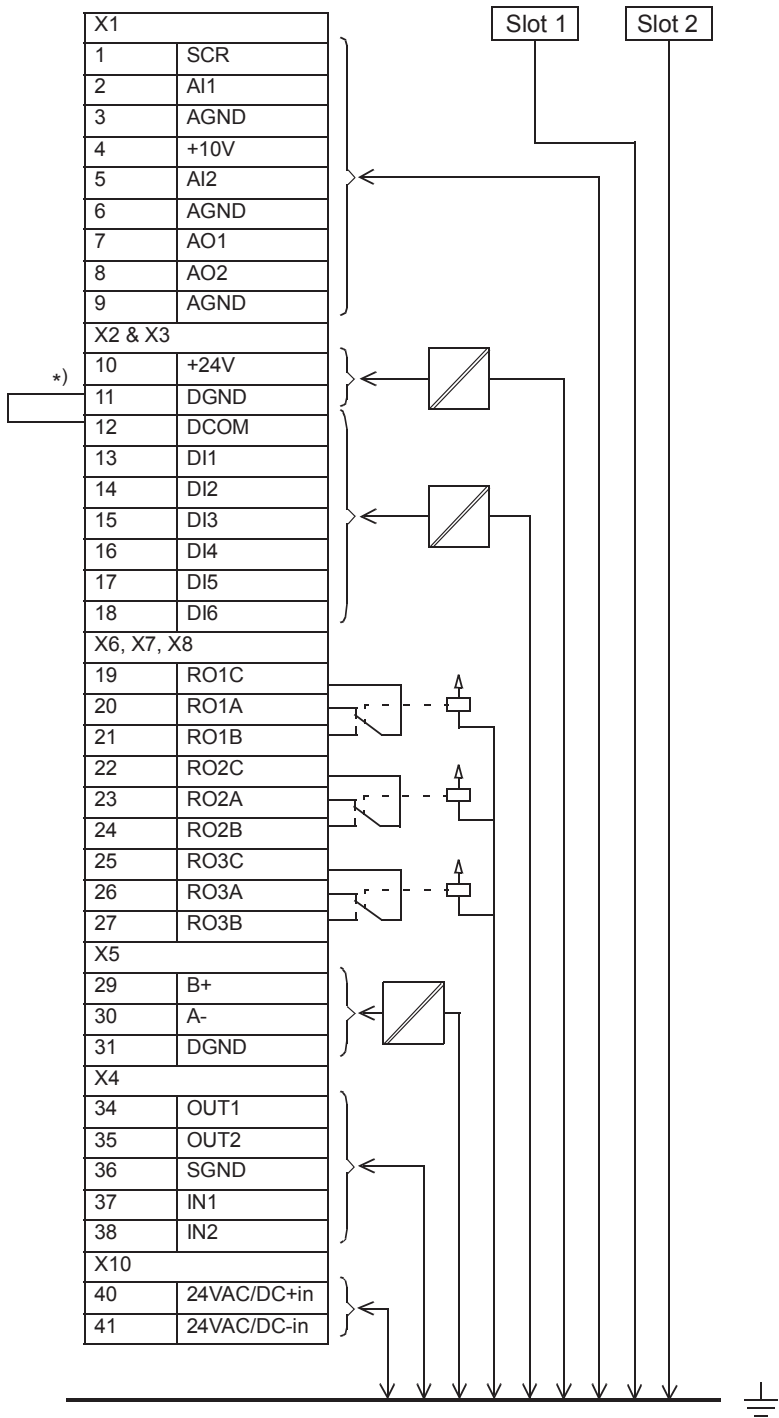 Slot 1 Slot 2
X1
1 SCR
2 AI1
3 AGND
4 +10V
5 AI2
6 AGND
7 AO1
8 AO2
9 AGND
X2 & X3
10 +24V
*)
11 DGND
12 DCOM
13 DI1
14 DI2
15 DI3
16 DI4
17 DI5
18 DI6
X6, X7, X8
19 RO1C
20 RO1A
21 RO1B
22 RO2C
23 RO2A
24 RO2B
25 RO3C
26 RO3A
27 RO3B
X5
29 B+
30 A-
31 DGND
X4
34 OUT1
35 OUT2
36 SGND
37 IN1
38 IN2
X10
40 24VAC/DC+in
41 24VAC/DC-in